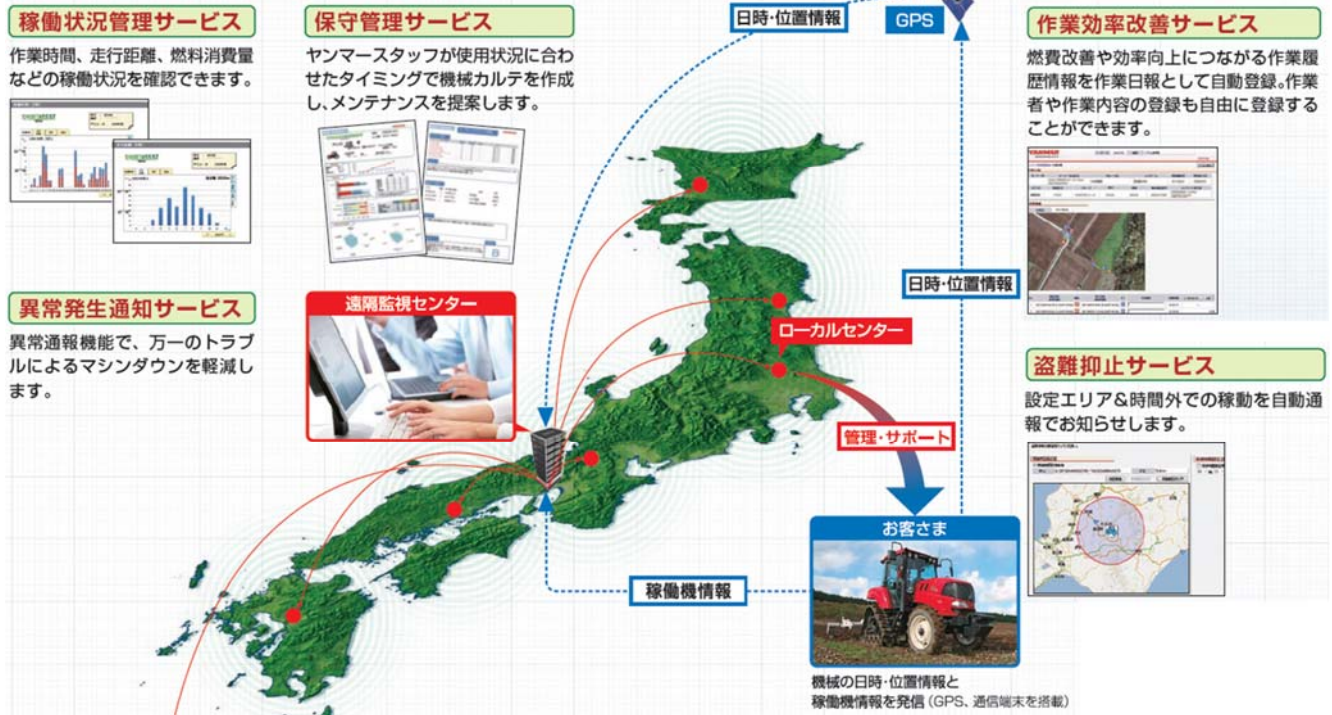 稼働状況管理サービス
作業時間、走行距離、燃料消費量
などの稼働状況を確認できます。
異常発生通知サービス
異常通報機能で、万一のトラブ
ルによるマシンダウンを軽減し
ます。
保守管理サービス
ヤンマースタッフが使用状況に合わ
せたタイミングで機械カルテを作成
し、メンテナンスを提案します。
遠隔監視センター
日時・位置情報
GPS
日時・位置情報
ローカルセンター
管理・サポート
稼働機情報
お客さま
機械の日時・位置情報と
稼働機情報を発信（GPS、通信端末を搭載）
作業効率改善サービス
燃費改善や効率向上につながる作業履
歴情報を作業日報として自動登録。作業
者や作業内容の登録も自由に登録する
ことができます。
YANMAR
盗難抑止サービス
設定エリア&時間外での稼動を自動通
報でお知らせします。